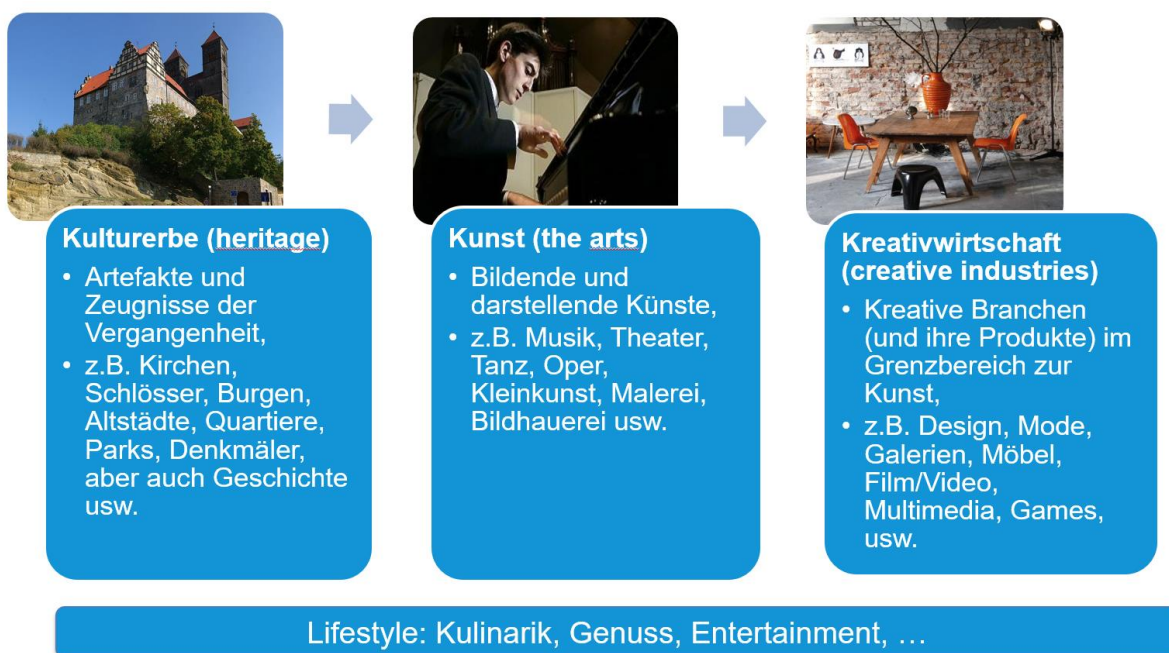 Kulturerbe (heritage)
• Artefakte und
Zeugnisse der
Vergangenheit,
• z.B. Kirchen,
Schlösser, Burgen,
Altstädte, Quartiere,
Parks, Denkmäler,
aber auch Geschichte
usw.
Kunst (the arts)
• Bildende und
darstellende Künste,
• z.B. Musik, Theater,
Tanz, Oper,
Kleinkunst, Malerei,
Bildhauerei usw.
Kreativwirtschaft
(creative industries)
• Kreative Branchen
(und ihre Produkte) im
Grenzbereich zur
Kunst,
• z.B. Design, Mode,
Galerien, Möbel,
Film/Video,
Multimedia, Games,
usw.
Lifestyle: Kulinarik, Genuss, Entertainment, …